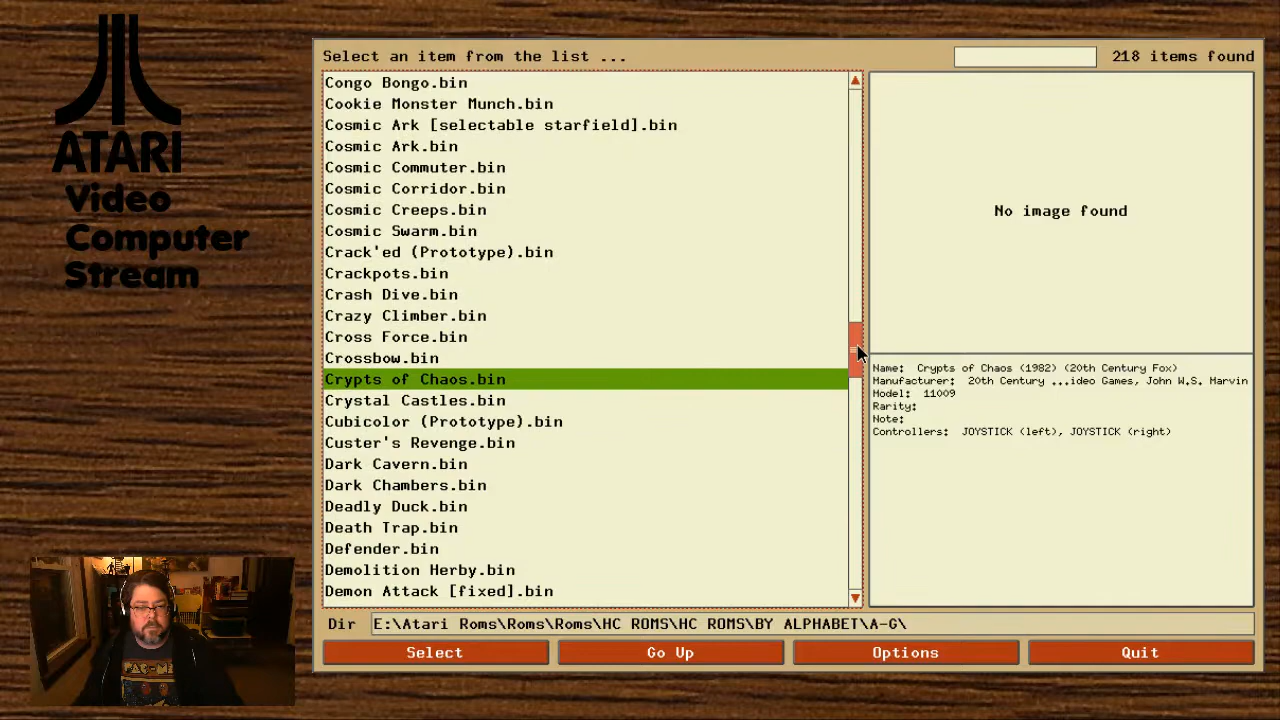 ATARI
Video
Computer
Stream
Select an item from the list ...
218 items found
Congo Bongo.bin
Cookie Monster Munch.bin
Cosmic Ark [selectable starfield].bin
Cosmic Ark.bin
Cosmic Commuter.bin
Cosmic Corridor.bin
Cosmic Creeps.bin
Cosmic Swarm.bin
Crack'ed (Prototype).bin
Crackpots.bin
Crash Dive.bin
Crazy Climber.bin
Cross Force.bin
Crossbow.bin
Crypts of Chaos.bin
Crystal Castles.bin
Cubicolor (Prototype).bin
Custer's Revenge.bin
Dark Cavern.bin
Dark Chambers.bin
Deadly Duck.bin
Death Trap.bin
Defender.bin
Demolition Herby.bin
Demon Attack [fixed].bin
No image found
Name: Crypts of Chaos (1982) (20th Century Fox)
Manufacturer: 20th Century ...ideo Games, John W.S. Marvin
Model: 11009
Rarity:
Note:
Controllers: JOYSTICK (left), JOYSTICK (right)
Dir E:\Atari Roms\Roms\Roms\HC ROMS\HC ROMS\BY ALPHABET\A-G\
Select
Go Up
Options
Quit
PAC-MAN